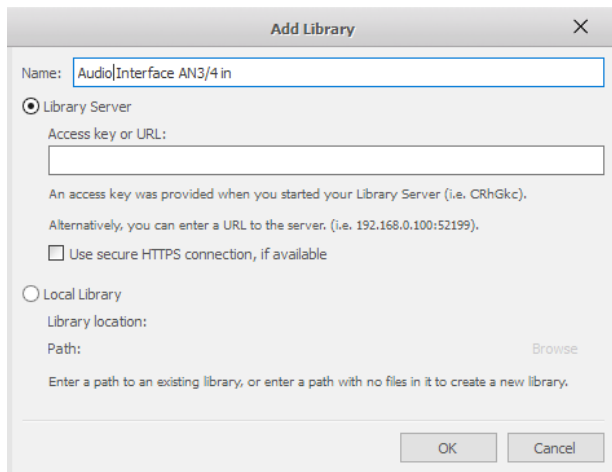 Add Library
Name: Audio Interface AN3/4 in
Library Server
Access key or URL:
An access key was provided when you started your Library Server (i.e. CRhGkc).
Alternatively, you can enter a URL to the server. (i.e. 192.168.0.100:52199).
Use secure HTTPS connection, if available
Local Library
Library location:
Path: Browse
Enter a path to an existing library, or enter a path with no files in it to create a new library.
OK Cancel